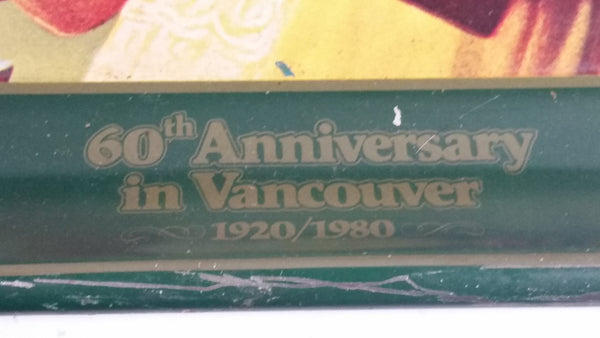 60th Anniversary
in Vancouver
1920/1980